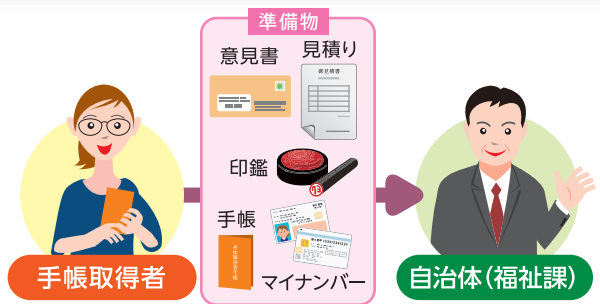 準備物
意見書
見積り
御見積書
印鑑
手帳
マイナンバー
手帳取得者
自治体（福祉課）